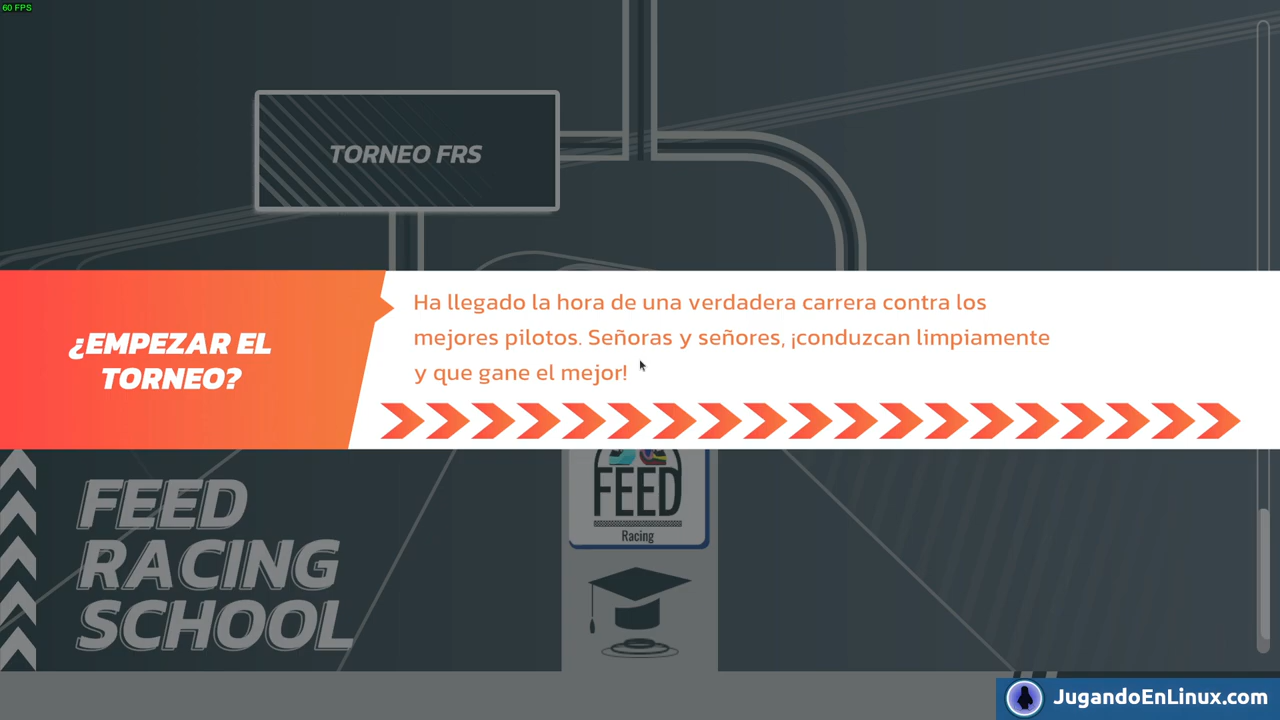 60 FPS
TORNEO FRS
¿EMPEZAR EL
TORNEO?
Ha llegado la hora de una verdadera carrera contra los
mejores pilotos. Señoras y señores, ¡conduzcan limpiamente
y que gane el mejor!
FEED
Racing
FEED
RACING
SCHOOL
JugandoEnLinux.com